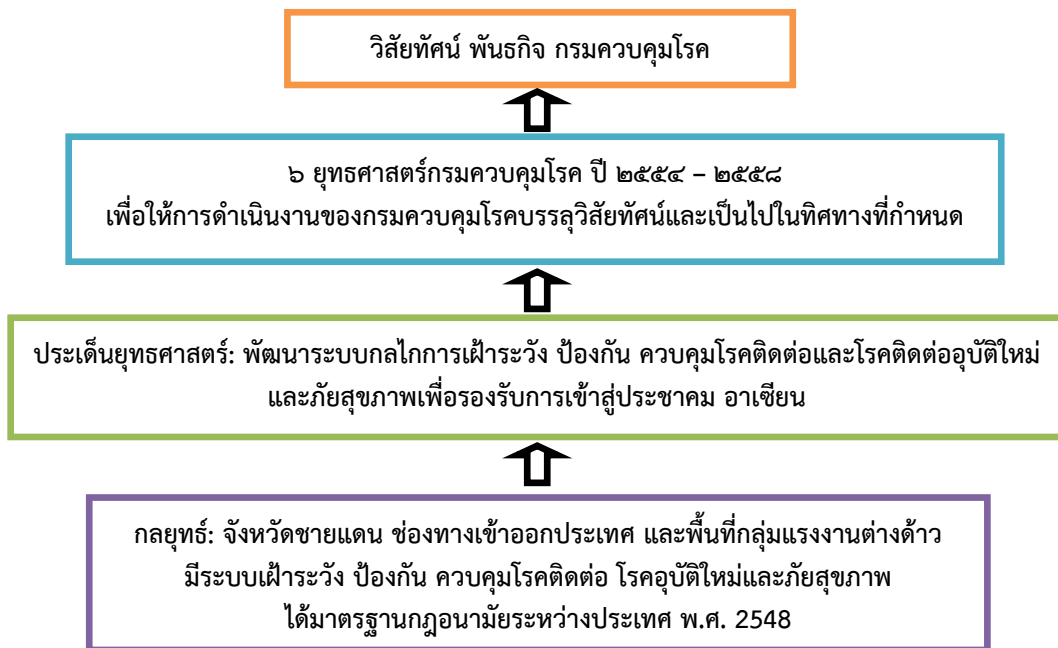 วิสัยทัศน์ พันธกิจ กรมควบคุมโรค
๖ ยุทธศาสตร์กรมควบคุมโรค ปี ๒๕๕๔ – ๒๕๕๘
เพื่อให้การดำเนินงานของกรมควบคุมโรคบรรลุวิสัยทัศน์และเป็นไปในทิศทางที่กำหนด
ประเด็นยุทธศาสตร์: พัฒนาระบบกลไกการเฝ้าระวัง ป้องกัน ควบคุมโรคติดต่อและโรคติดต่ออุบัติใหม่
และภัยสุขภาพเพื่อรองรับการเข้าสู่ประชาคม อาเซียน
กลยุทธ์: จังหวัดชายแดน ช่องทางเข้าออกประเทศ และพื้นที่กลุ่มแรงงานต่างด้าว
มีระบบเฝ้าระวัง ป้องกัน ควบคุมโรคติดต่อ โรคอุบัติใหม่และภัยสุขภาพ
ได้มาตรฐานกฎอนามัยระหว่างประเทศ พ.ศ. 2548